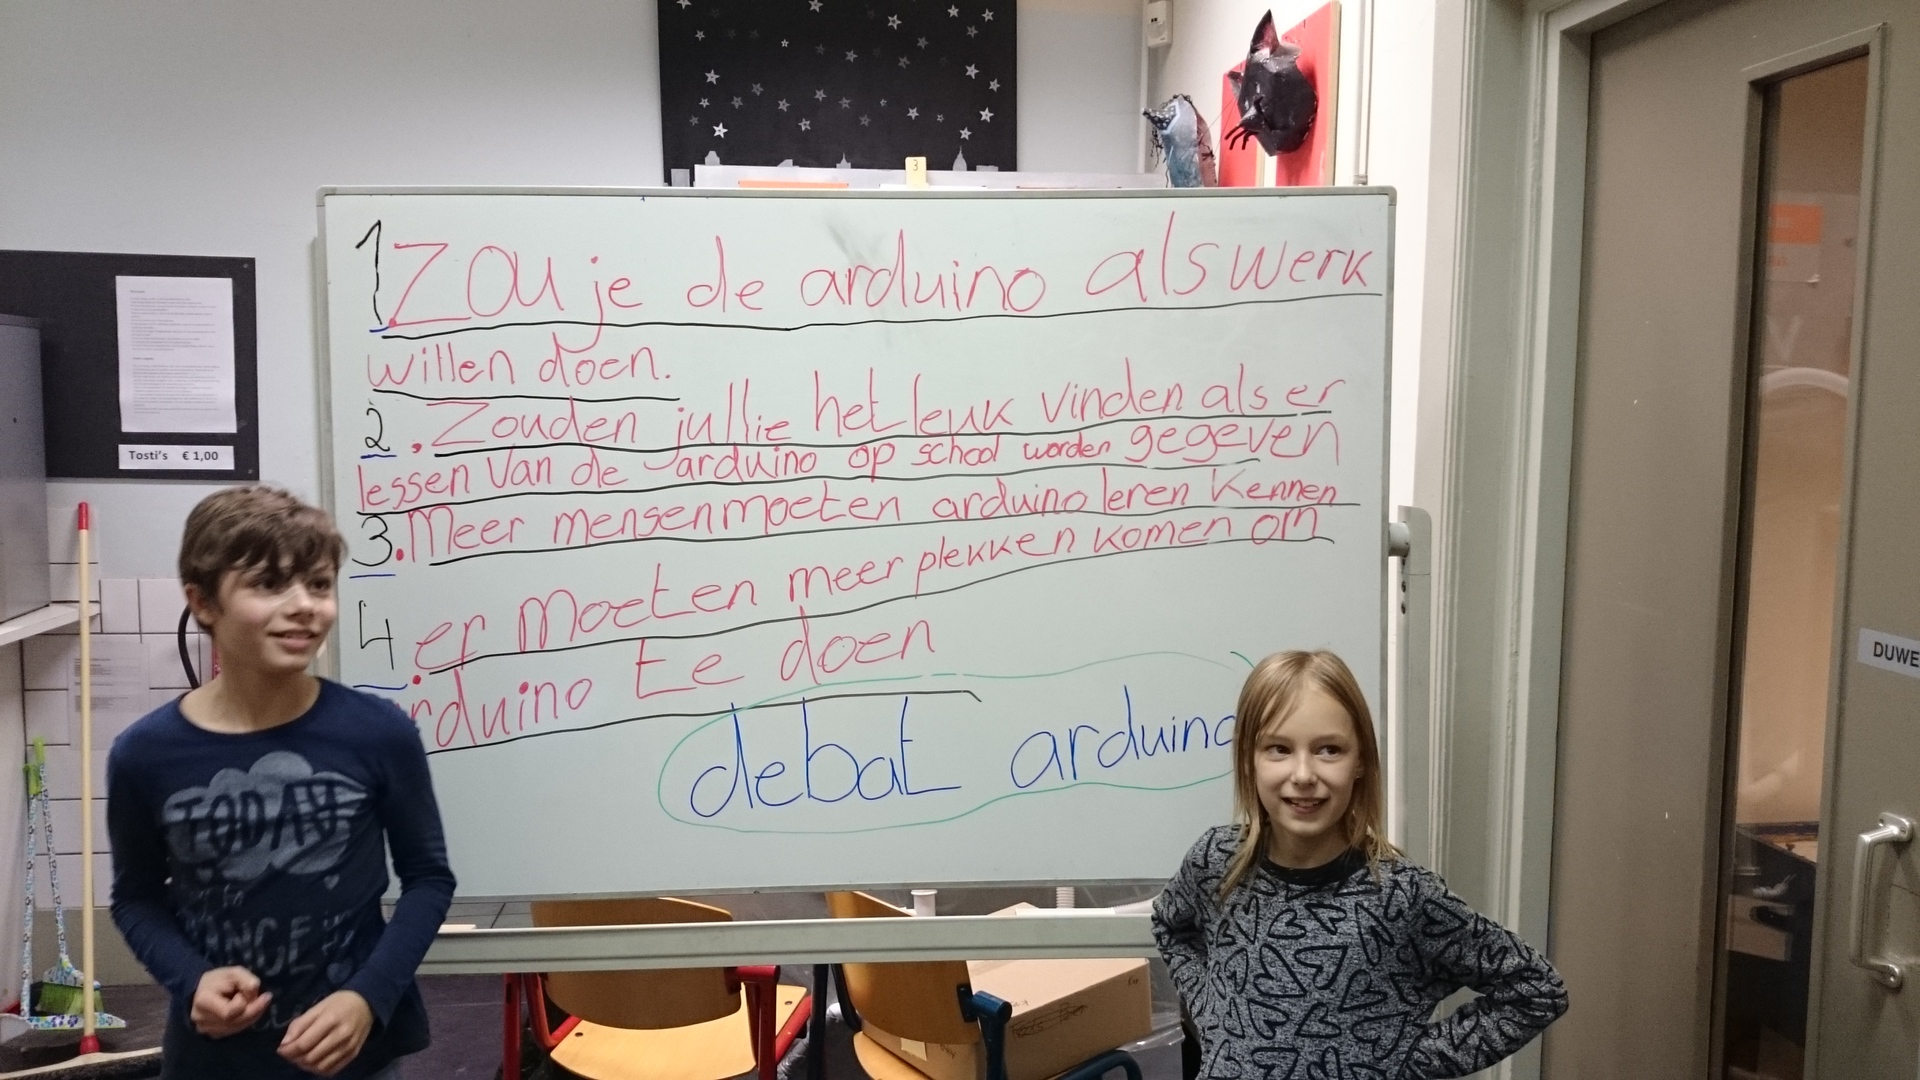 3
1. Zou je de arduino als werk
willen doen.
2. Zouden jullie het leuk vinden als er
lessen van de arduino op school worden gegeven
3. Meer mensen moeten arduino leren kennen
4. er moeten meer plekken komen om
arduino te doen
debat arduino
Tosti's € 1,00
TODAY
DUWE